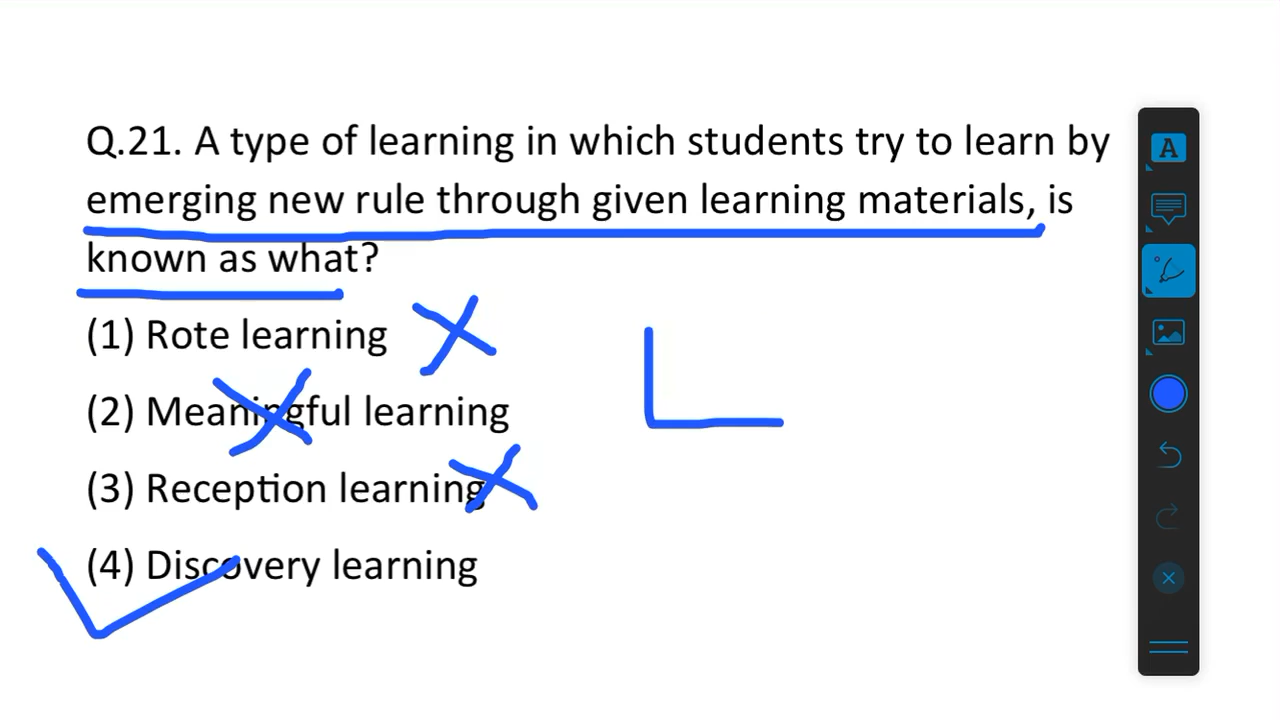 Q.21. A type of learning in which students try to learn by
emerging new rule through given learning materials, is
known as what?
(1) Rote learning
(2) Meaningful learning
(3) Reception learning
(4) Discovery learning
A